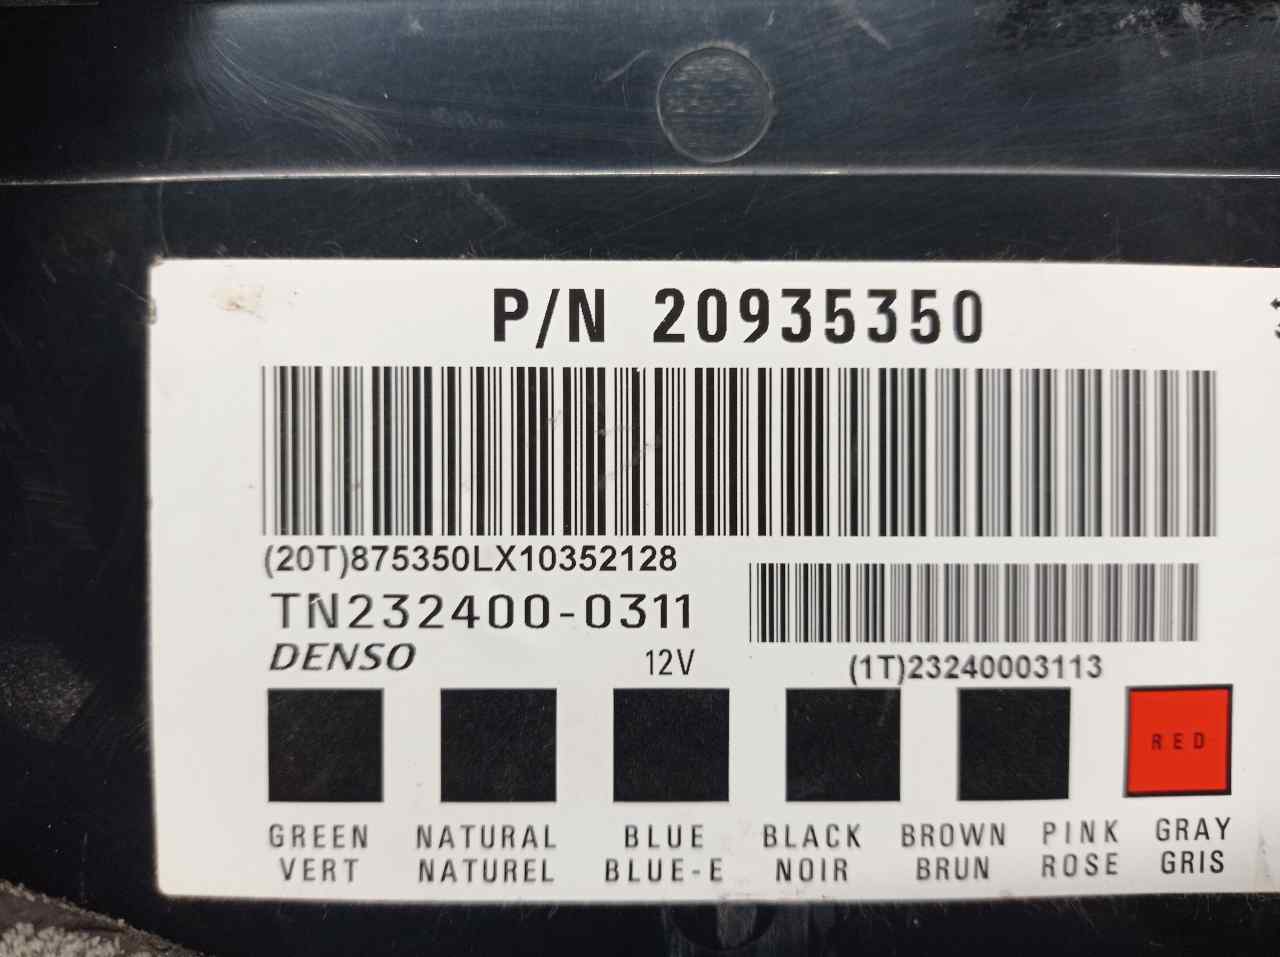 P/N 20935350
(20T)875350LX10352128
TN232400-0311
DENSO 12V (1T)23240003113
RED
GREEN NATURAL BLUE BLACK BROWN PINK GRAY
VERT NATUREL BLUE-E NOIR BRUN ROSE GRIS